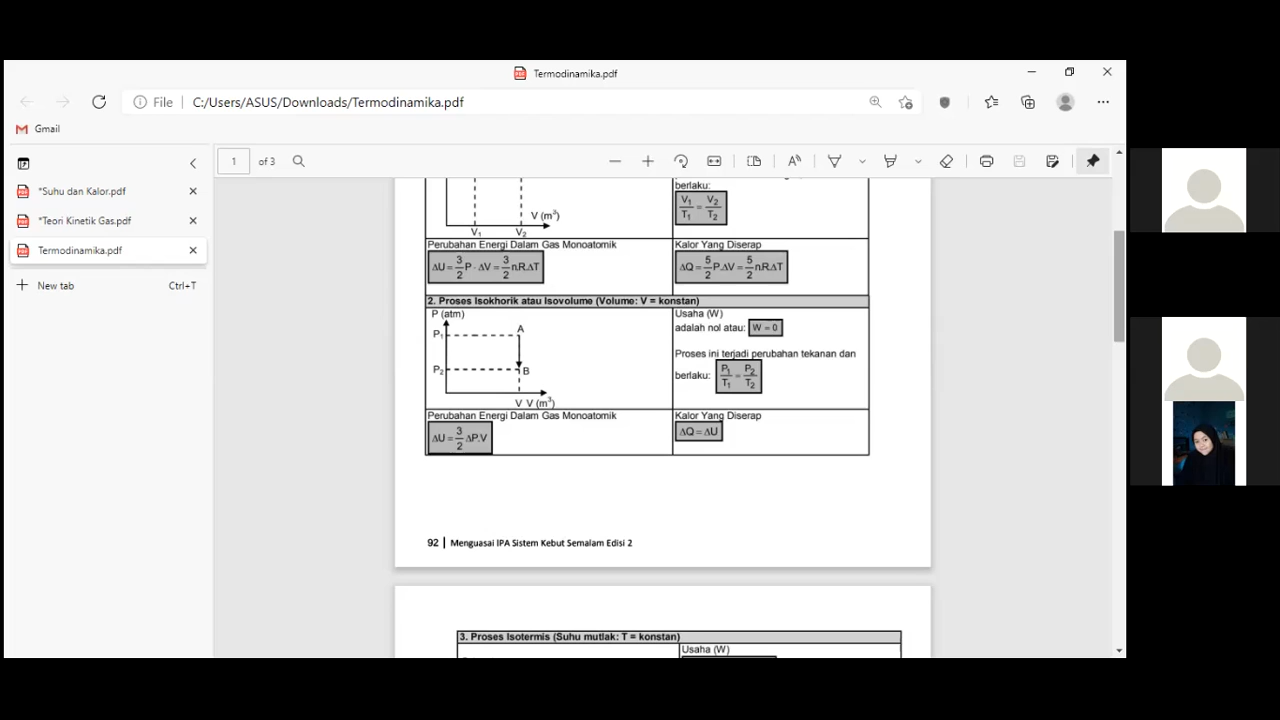 Termodinamika.pdf
File C:/Users/ASUS/Downloads/Termodinamika.pdf
Gmail
1 of 3
*Suhu dan Kalor.pdf
*Teori Kinetik Gas.pdf
Termodinamika.pdf
New tab Ctrl+T
berlaku:
V₁/T₁ = V₂/T₂
V (m³)
V₁ V₂
Perubahan Energi Dalam Gas Monoatomik
ΔU = 3/2 P · ΔV = 3/2 n.R.ΔT
Kalor Yang Diserap
ΔQ = 5/2 P.ΔV = 5/2 n.R.ΔT
2. Proses Isokhorik atau Isovolume (Volume: V = konstan)
P (atm)
P₁ A
P₂ B
V V (m³)
Usaha (W)
adalah nol atau: W = 0
Proses ini terjadi perubahan tekanan dan
berlaku: P₁/T₁ = P₂/T₂
Perubahan Energi Dalam Gas Monoatomik
ΔU = 3/2 ΔP.V
Kalor Yang Diserap
ΔQ = ΔU
92 | Menguasai IPA Sistem Kebut Semalam Edisi 2
3. Proses Isotermis (Suhu mutlak: T = konstan)
Usaha (W)